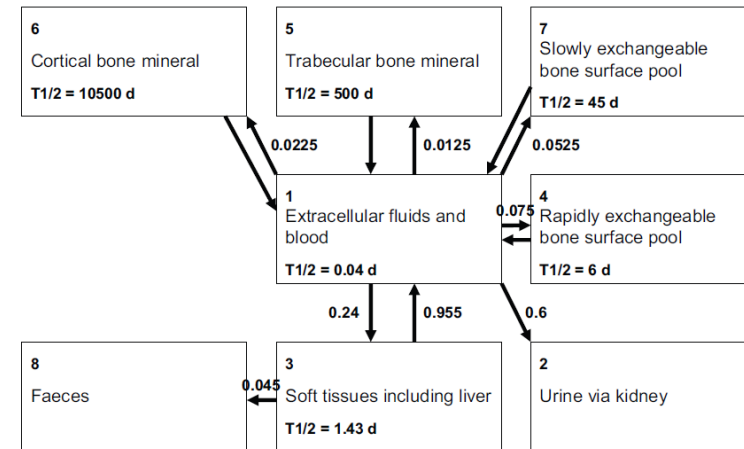 6
Cortical bone mineral
T1/2 = 10500 d
5
Trabecular bone mineral
T1/2 = 500 d
7
Slowly exchangeable
bone surface pool
T1/2 = 45 d
0.0225
0.0125
0.0525
1
Extracellular fluids and
blood
T1/2 = 0.04 d
0.075
4
Rapidly exchangeable
bone surface pool
T1/2 = 6 d
0.24
0.955
0.6
8
Faeces
0.045
3
Soft tissues including liver
T1/2 = 1.43 d
2
Urine via kidney